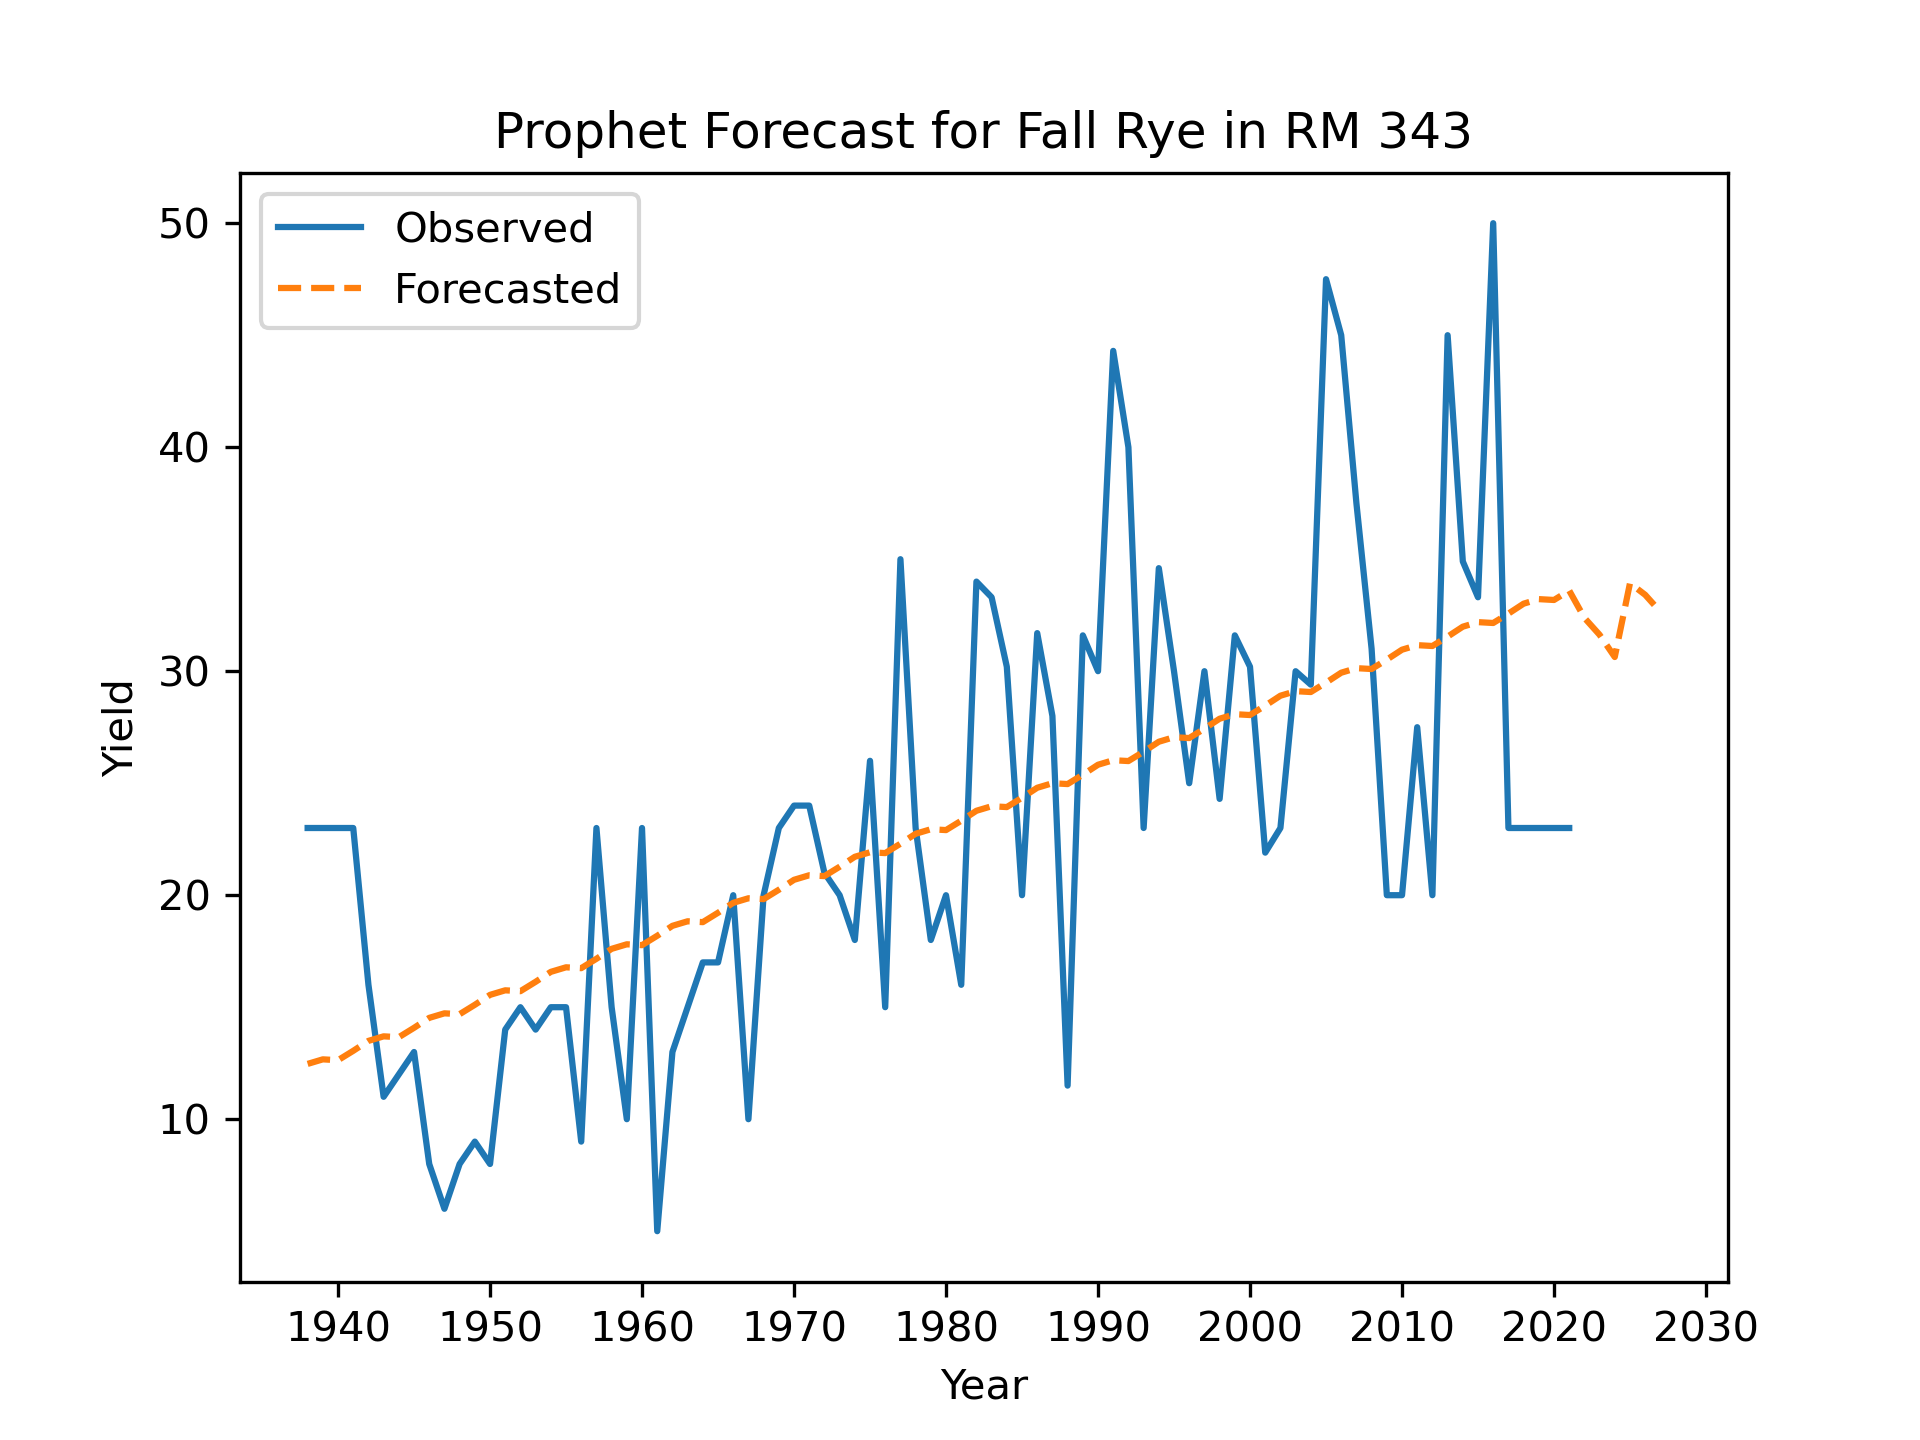 Prophet Forecast for Fall Rye in RM 343
Observed
Forecasted
50
40
30
20
10
Yield
1940 1950 1960 1970 1980 1990 2000 2010 2020 2030
Year